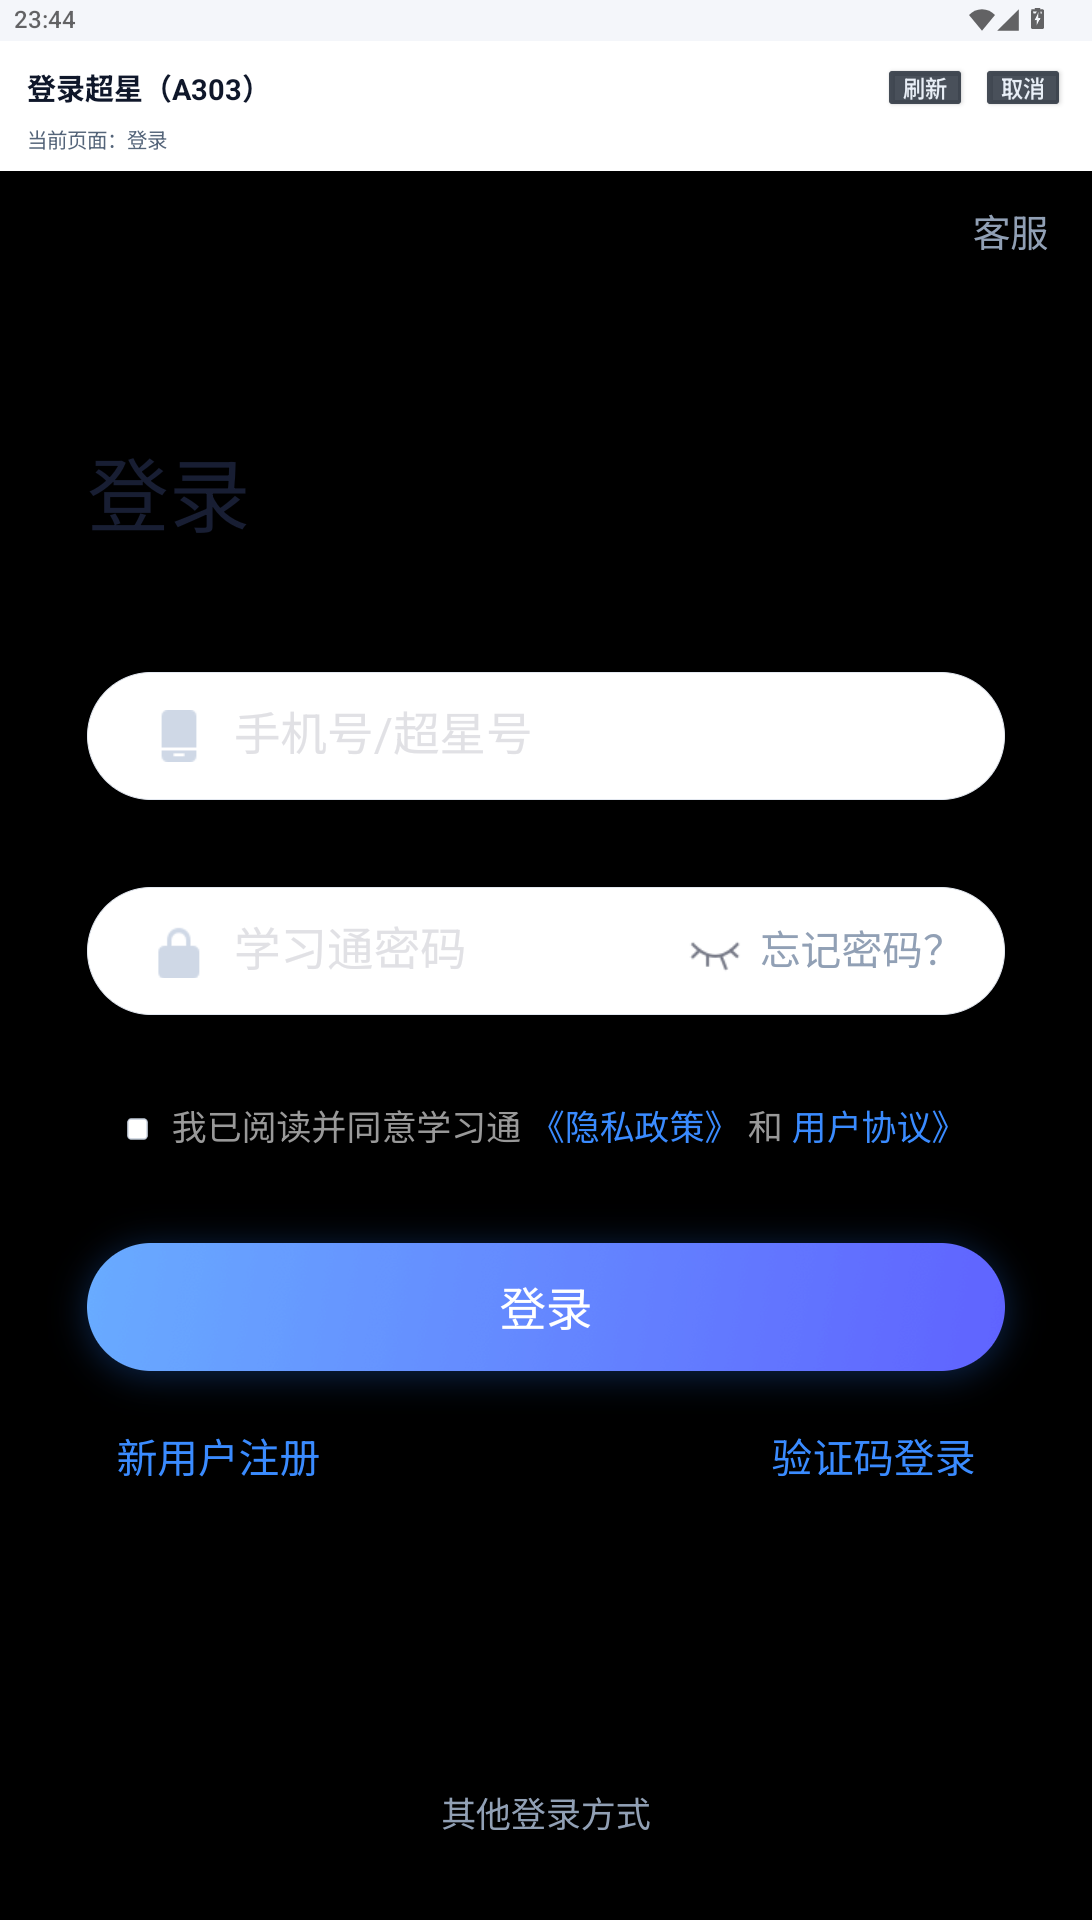 23:44
登录超星（A303）
刷新
取消
当前页面：登录
客服
登录
手机号/超星号
学习通密码
忘记密码？
我已阅读并同意学习通《隐私政策》 和 用户协议》
登录
新用户注册
验证码登录
其他登录方式